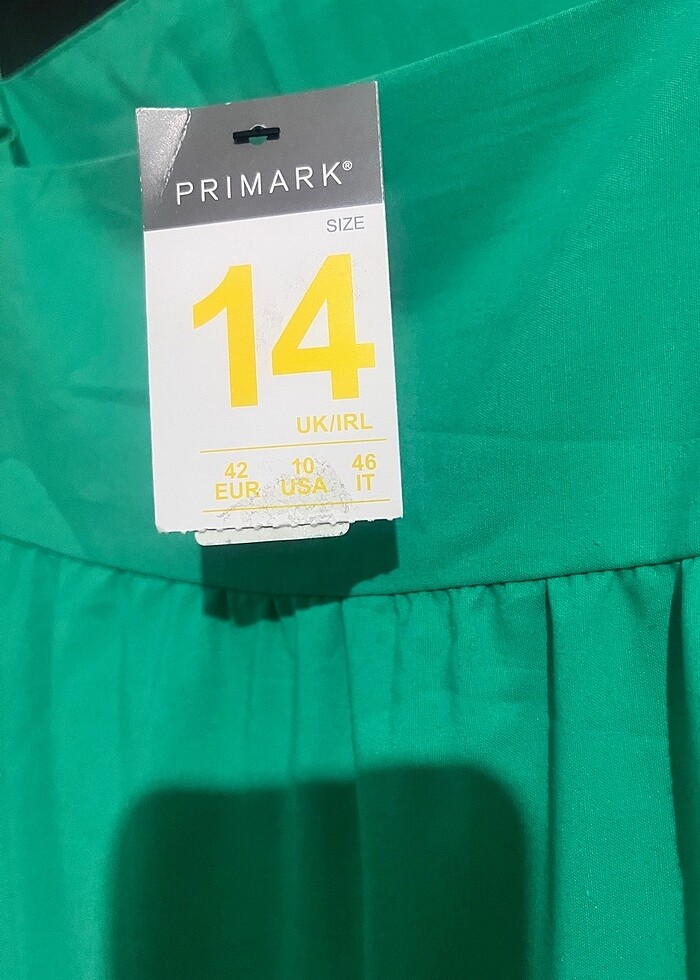 PRIMARK®
SIZE
14
UK/IRL
42 10 46
EUR USA IT